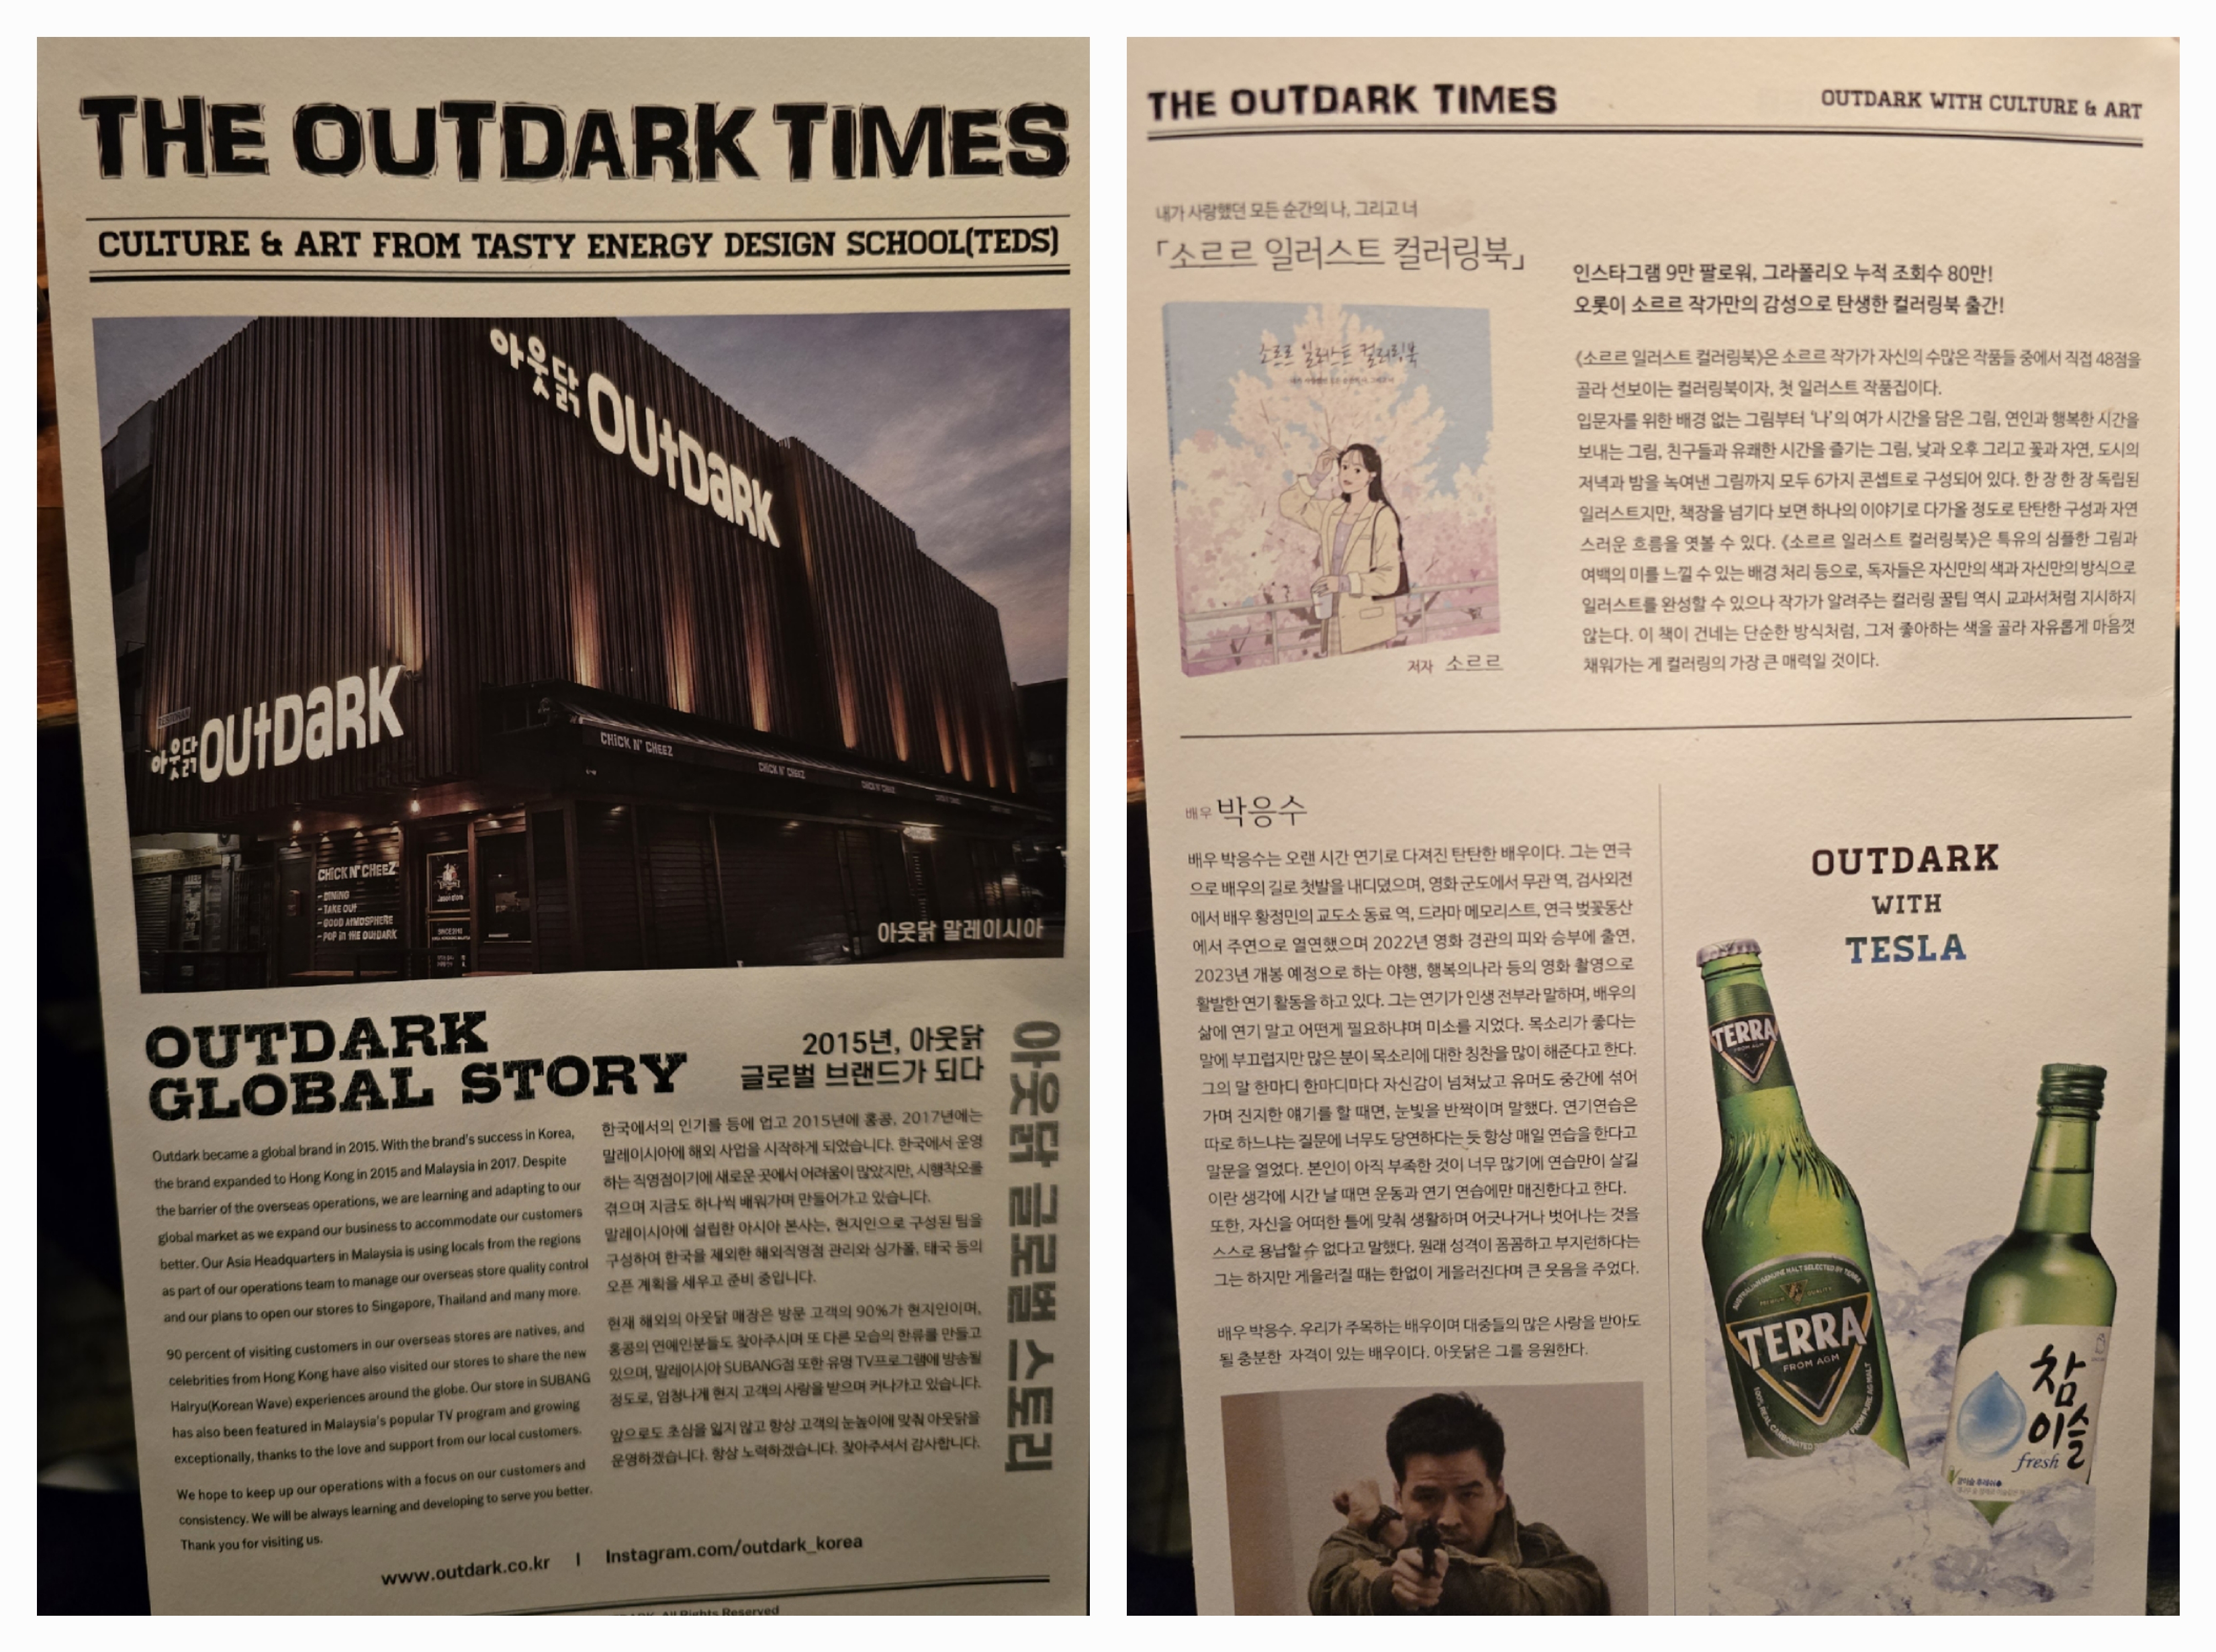 THE OUTDARK TIMES
CULTURE & ART FROM TASTY ENERGY DESIGN SCHOOL(TEDS)
아웃닭 OUTDARK
아웃닭 OUTDARK
CHICK N' CHEEZ
CHICK N' CHEEZ
CHICK N' CHEEZ
CHICK N' CHEEZ
- DINING
- TAKE OUT
- GOOD ATMOSPHERE
- POP IN THE OUTDARK
아웃닭 말레이시아
OUTDARK
GLOBAL STORY
2015년, 아웃닭
글로벌 브랜드가 되다
아웃닭 글로벌 스토리
Outdark became a global brand in 2015. With the brand's success in Korea,
the brand expanded to Hong Kong in 2015 and Malaysia in 2017. Despite
the barrier of the overseas operations, we are learning and adapting to our
global market as we expand our business to accommodate our customers
better. Our Asia Headquarters in Malaysia is using locals from the regions
as part of our operations team to manage our overseas store quality control
and our plans to open our stores to Singapore, Thailand and many more.
90 percent of visiting customers in our overseas stores are natives, and
celebrities from Hong Kong have also visited our stores to share the new
Halryu(Korean Wave) experiences around the globe. Our store in SUBANG
has also been featured in Malaysia's popular TV program and growing
exceptionally, thanks to the love and support from our local customers.
We hope to keep up our operations with a focus on our customers and
consistency. We will be always learning and developing to serve you better.
Thank you for visiting us.
한국에서의 인기를 등에 업고 2015년에 홍콩, 2017년에는
말레이시아에 해외 사업을 시작하게 되었습니다. 한국에서 운영
하는 직영점이기에 새로운 곳에서 어려움이 많았지만, 시행착오를
겪으며 지금도 하나씩 배워가며 만들어가고 있습니다.
말레이시아에 설립한 아시아 본사는, 현지인으로 구성된 팀을
구성하여 한국을 제외한 해외직영점 관리와 싱가폴, 태국 등의
오픈 계획을 세우고 준비 중입니다.
현재 해외의 아웃닭 매장은 방문 고객의 90%가 현지인이며,
홍콩의 연예인분들도 찾아주시며 또 다른 모습의 한류를 만들고
있으며, 말레이시아 SUBANG점 또한 유명 TV프로그램에 방송될
정도로, 엄청나게 현지 고객의 사랑을 받으며 커나가고 있습니다.
앞으로도 초심을 잃지 않고 항상 고객의 눈높이에 맞춰 아웃닭을
운영하겠습니다. 항상 노력하겠습니다. 찾아주셔서 감사합니다.
www.outdark.co.kr | Instagram.com/outdark_korea
All Rights Reserved
THE OUTDARK TIMES
OUTDARK WITH CULTURE & ART
내가 사랑했던 모든 순간의 나, 그리고 너
「소르르 일러스트 컬러링북」
소르르 일러스트 컬러링북
저자 소르르
인스타그램 9만 팔로워, 그라폴리오 누적 조회수 80만!
오롯이 소르르 작가만의 감성으로 탄생한 컬러링북 출간!
《소르르 일러스트 컬러링북》은 소르르 작가가 자신의 수많은 작품들 중에서 직접 48점을
골라 선보이는 컬러링북이자, 첫 일러스트 작품집이다.
입문자를 위한 배경 없는 그림부터 '나'의 여가 시간을 담은 그림, 연인과 행복한 시간을
보내는 그림, 친구들과 유쾌한 시간을 즐기는 그림, 낮과 오후 그리고 꽃과 자연, 도시의
저녁과 밤을 녹여낸 그림까지 모두 6가지 콘셉트로 구성되어 있다. 한 장 한 장 독립된
일러스트지만, 책장을 넘기다 보면 하나의 이야기로 다가올 정도로 탄탄한 구성과 자연
스러운 흐름을 엿볼 수 있다. 《소르르 일러스트 컬러링북》은 특유의 심플한 그림과
여백의 미를 느낄 수 있는 배경 처리 등으로, 독자들은 자신만의 색과 자신만의 방식으로
일러스트를 완성할 수 있으나 작가가 알려주는 컬러링 꿀팁 역시 교과서처럼 지시하지
않는다. 이 책이 건네는 단순한 방식처럼, 그저 좋아하는 색을 골라 자유롭게 마음껏
채워가는 게 컬러링의 가장 큰 매력일 것이다.
배우 박응수
배우 박응수는 오랜 시간 연기로 다져진 탄탄한 배우이다. 그는 연극
으로 배우의 길로 첫발을 내디뎠으며, 영화 군도에서 무관 역, 검사외전
에서 배우 황정민의 교도소 동료 역, 드라마 메모리스트, 연극 벚꽃동산
에서 주연으로 열연했으며 2022년 영화 경관의 피와 승부에 출연,
2023년 개봉 예정으로 하는 야행, 행복의나라 등의 영화 촬영으로
활발한 연기 활동을 하고 있다. 그는 연기가 인생 전부라 말하며, 배우의
삶에 연기 말고 어떤게 필요하냐며 미소를 지었다. 목소리가 좋다는
말에 부끄럽지만 많은 분이 목소리에 대한 칭찬을 많이 해준다고 한다.
그의 말 한마디 한마디마다 자신감이 넘쳐났고 유머도 중간에 섞어
가며 진지한 얘기를 할 때면, 눈빛을 반짝이며 말했다. 연기연습은
따로 하느냐는 질문에 너무도 당연하다는 듯 항상 매일 연습을 한다고
말문을 열었다. 본인이 아직 부족한 것이 너무 많기에 연습만이 살길
이란 생각에 시간 날 때면 운동과 연기 연습에만 매진한다고 한다.
또한, 자신을 어떠한 틀에 맞춰 생활하며 어긋나거나 벗어나는 것을
스스로 용납할 수 없다고 말했다. 원래 성격이 꼼꼼하고 부지런하다는
그는 하지만 게을러질 때는 한없이 게을러진다며 큰 웃음을 주었다.
배우 박응수. 우리가 주목하는 배우이며 대중들의 많은 사랑을 받아도
될 충분한 자격이 있는 배우이다. 아웃닭은 그를 응원한다.
OUTDARK
WITH
TESLA
TERRA
FROM AGM
TERRA
FROM AGM
참이슬
fresh